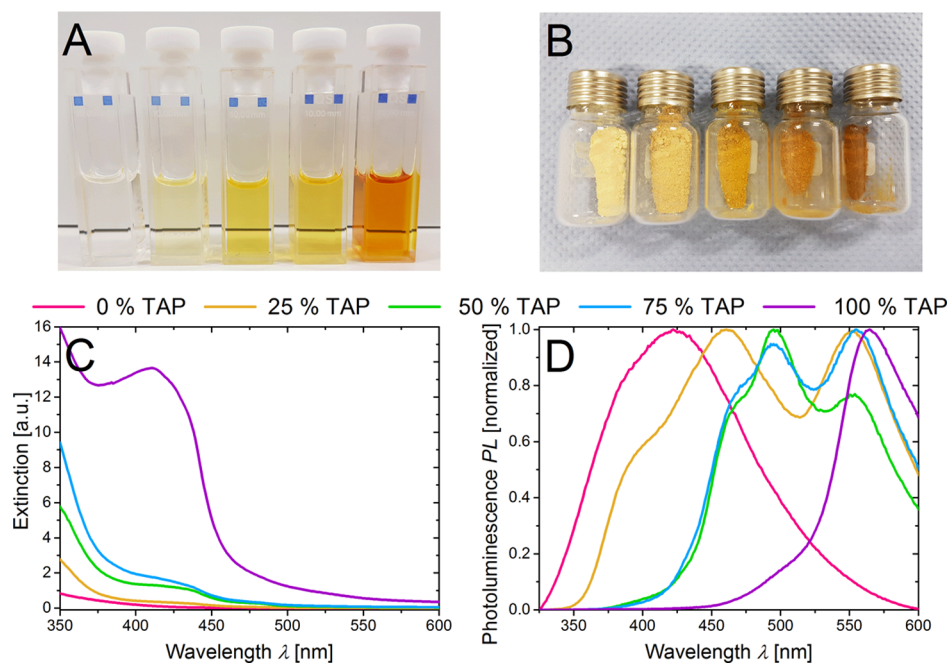 A
B
0 % TAP 25 % TAP 50 % TAP 75 % TAP 100 % TAP
C
Extinction [a.u.]
16
14
12
10
8
6
4
2
0
350 400 450 500 550 600
Wavelength λ [nm]
D
Photoluminescence PL [normalized]
1.0
0.8
0.6
0.4
0.2
0.0
350 400 450 500 550 600
Wavelength λ [nm]